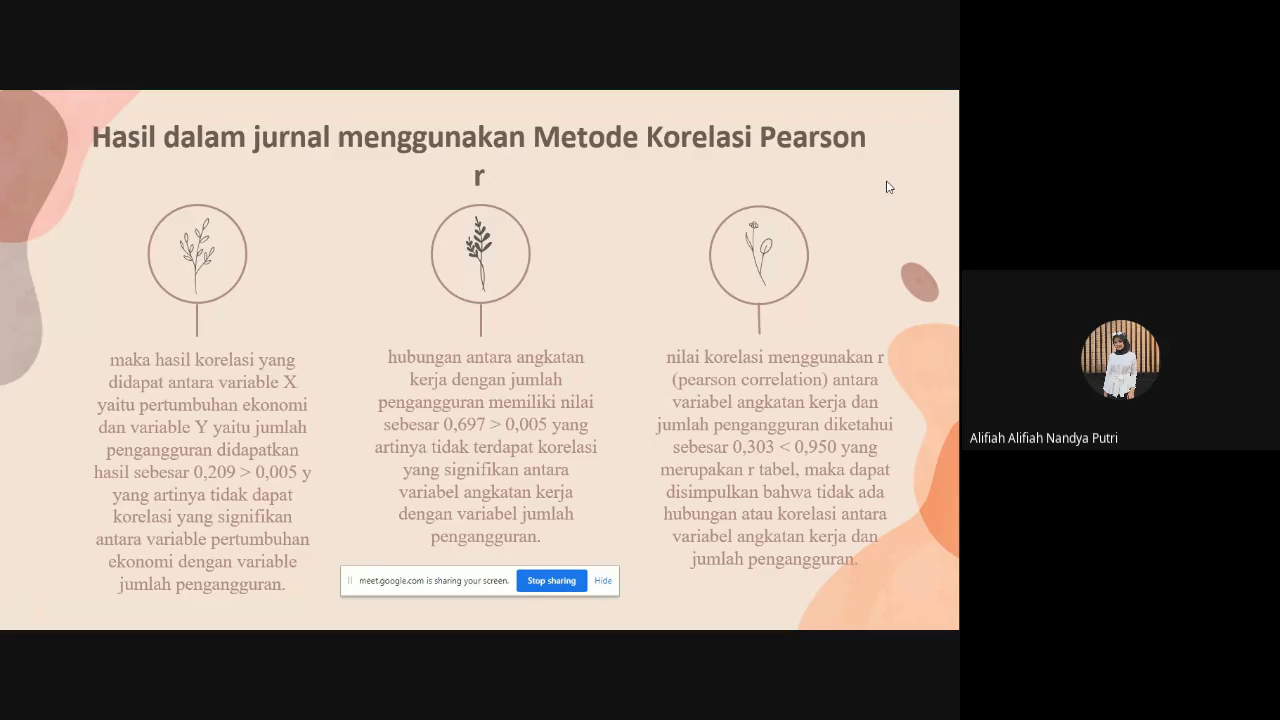 Hasil dalam jurnal menggunakan Metode Korelasi Pearson
r
maka hasil korelasi yang
didapat antara variable X
yaitu pertumbuhan ekonomi
dan variable Y yaitu jumlah
pengangguran didapatkan
hasil sebesar 0,209 > 0,005 y
yang artinya tidak dapat
korelasi yang signifikan
antara variable pertumbuhan
ekonomi dengan variable
jumlah pengangguran.
hubungan antara angkatan
kerja dengan jumlah
pengangguran memiliki nilai
sebesar 0,697 > 0,005 yang
artinya tidak terdapat korelasi
yang signifikan antara
variabel angkatan kerja
dengan variabel jumlah
pengangguran.
nilai korelasi menggunakan r
(pearson correlation) antara
variabel angkatan kerja dan
jumlah pengangguran diketahui
sebesar 0,303 < 0,950 yang
merupakan r tabel, maka dapat
disimpulkan bahwa tidak ada
hubungan atau korelasi antara
variabel angkatan kerja dan
jumlah pengangguran.
meet.google.com is sharing your screen. Stop sharing Hide
Alifiah Alifiah Nandya Putri